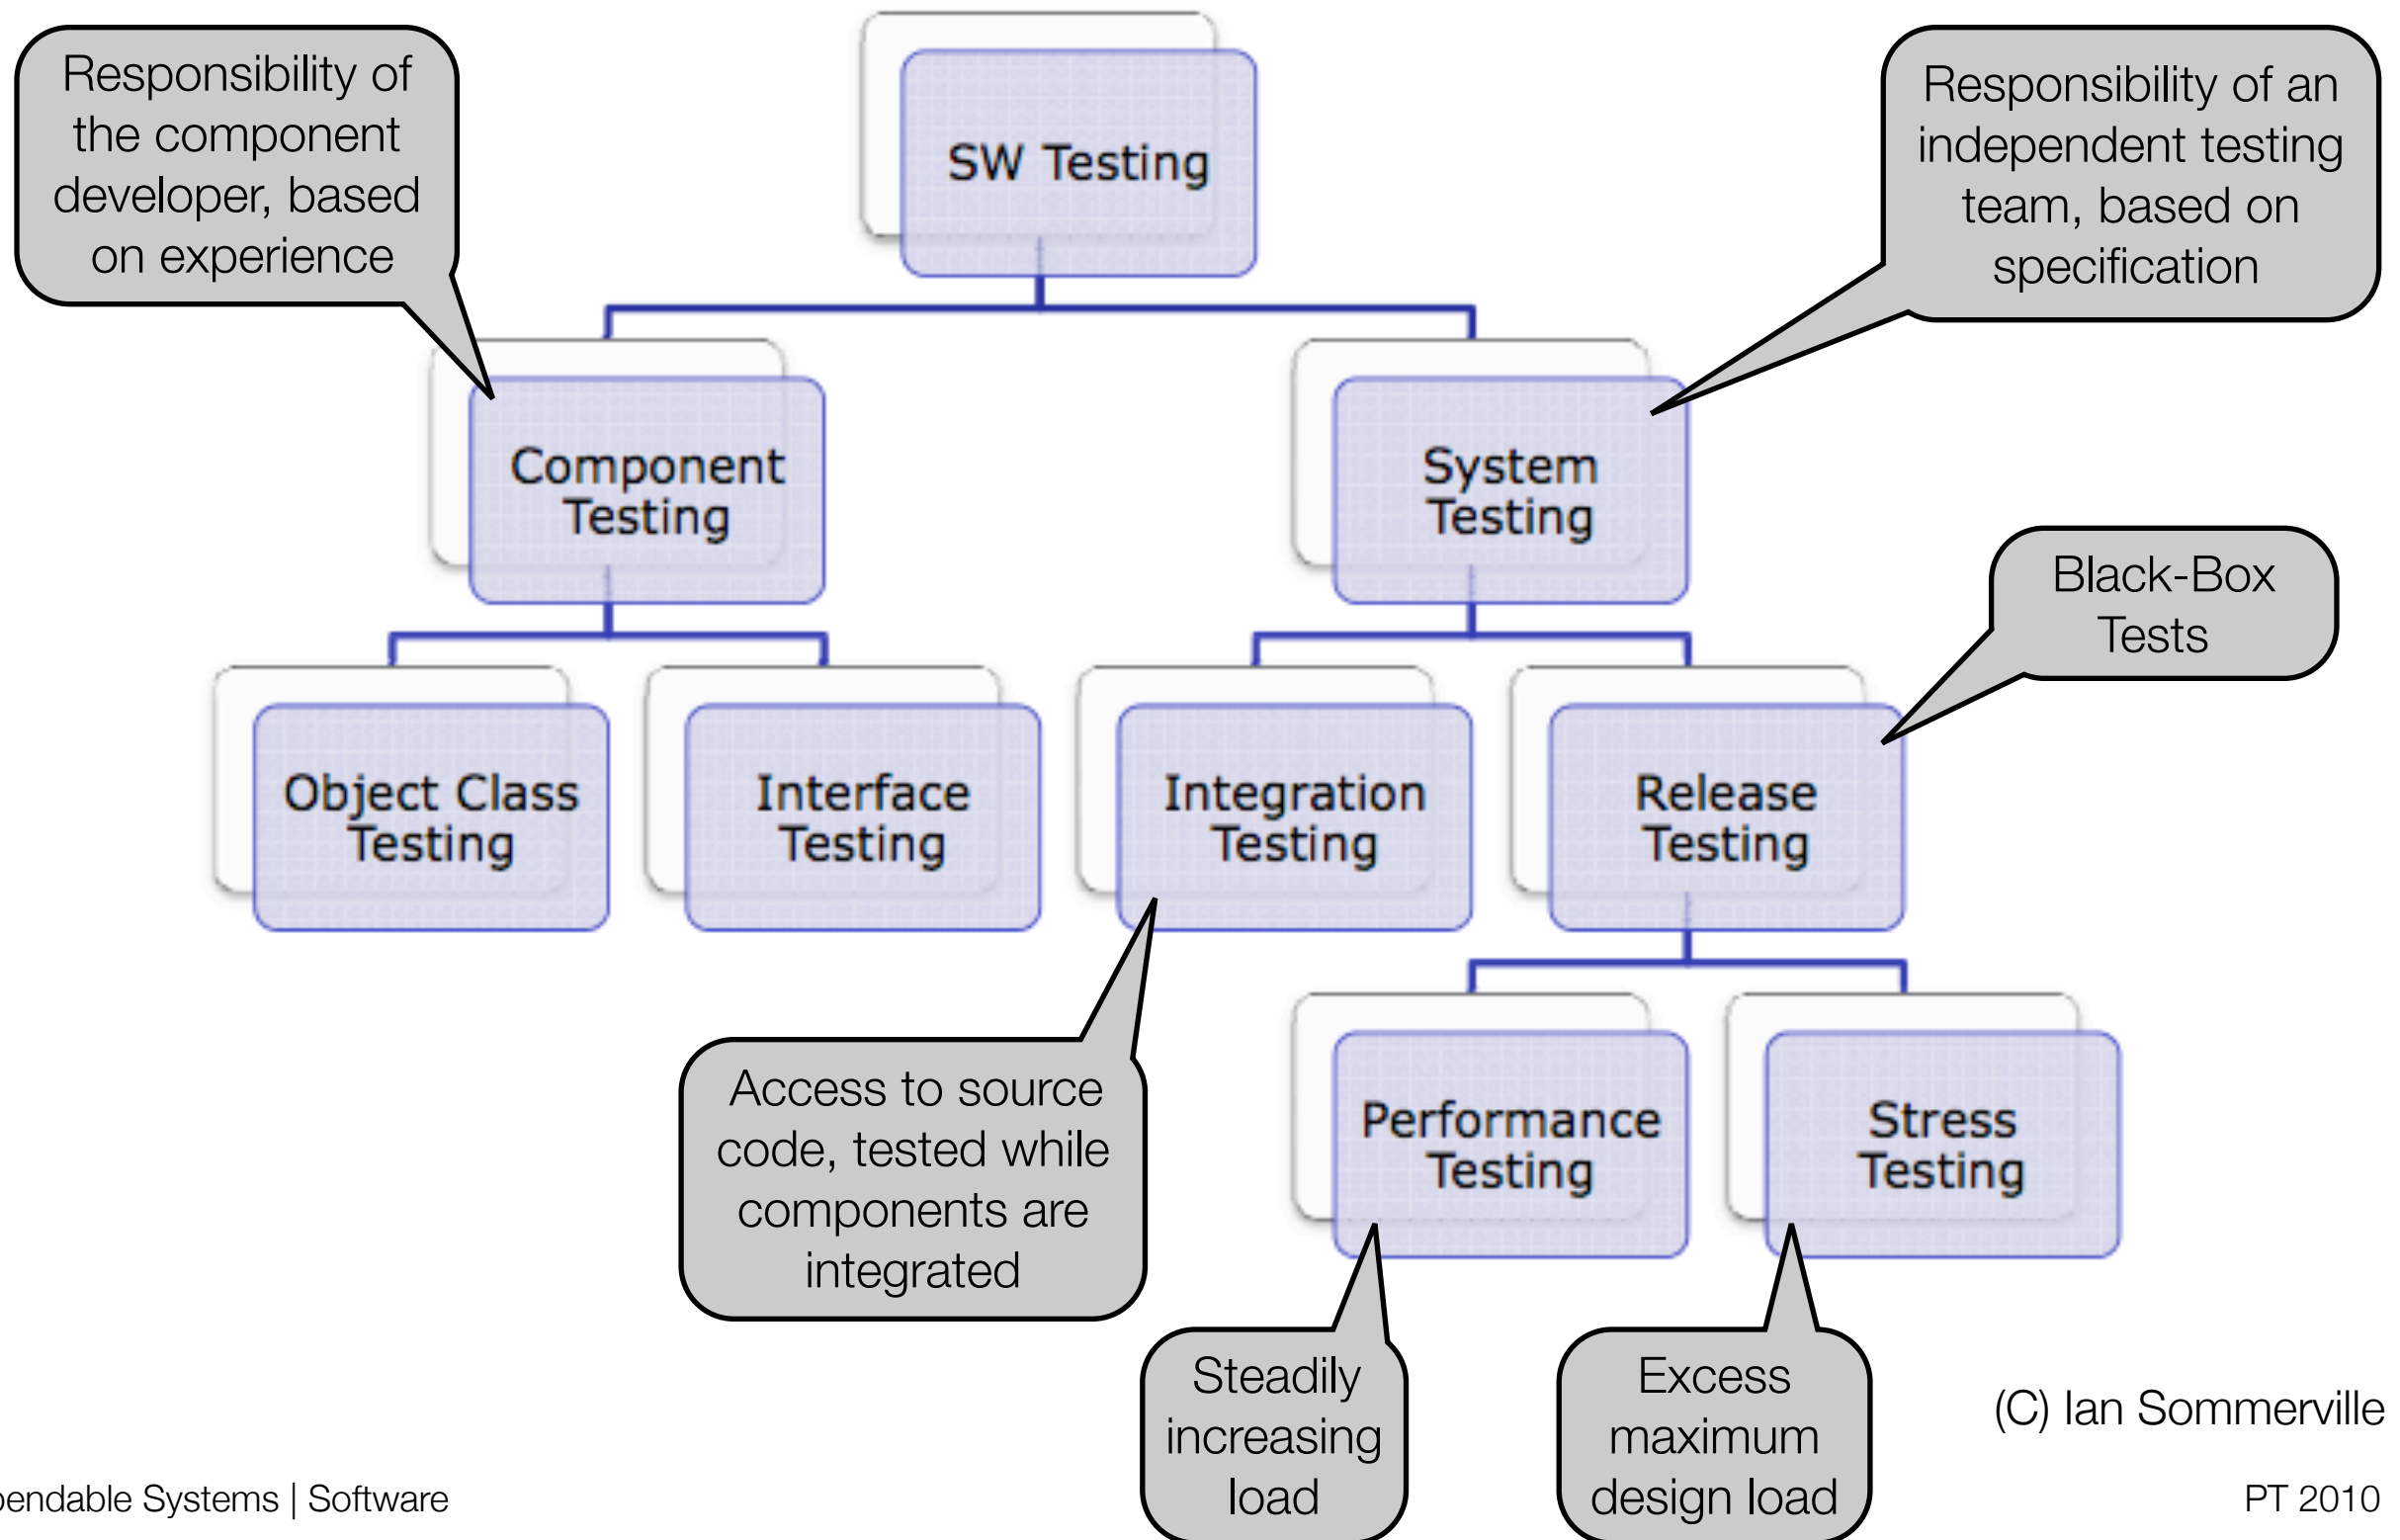 Responsibility of
the component
developer, based
on experience
SW Testing
Responsibility of an
independent testing
team, based on
specification
Component
Testing
System
Testing
Black-Box
Tests
Object Class
Testing
Interface
Testing
Integration
Testing
Release
Testing
Access to source
code, tested while
components are
integrated
Performance
Testing
Stress
Testing
Steadily
increasing
load
Excess
maximum
design load
(C) Ian Sommerville
Systems | Software
PT 2010